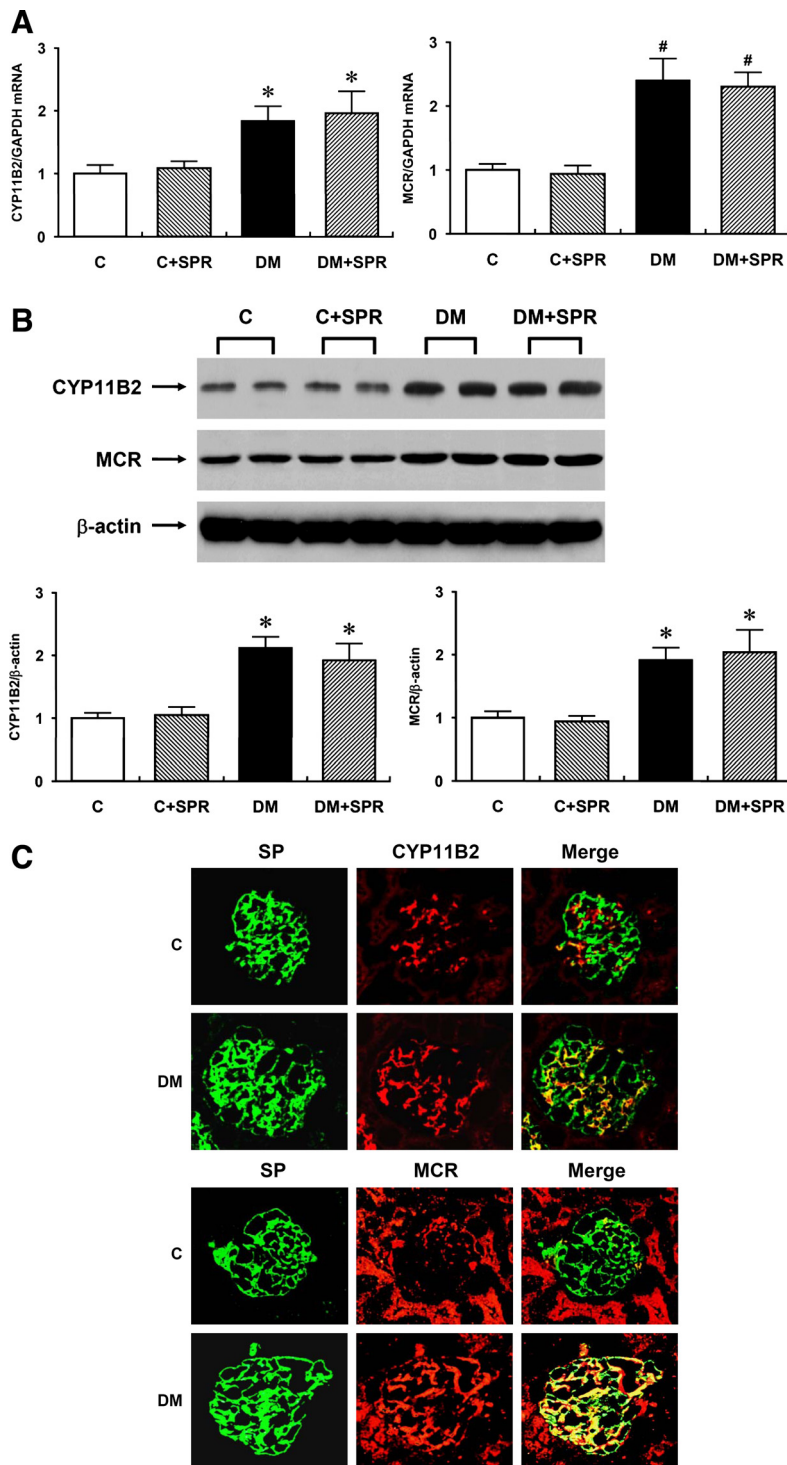 A
CYP11B2/GAPDH mRNA
3
2
1
0
*
*
C
C+SPR
DM
DM+SPR
MCR/GAPDH mRNA
3
2
1
0
#
#
C
C+SPR
DM
DM+SPR
B
C
C+SPR
DM
DM+SPR
CYP11B2
MCR
β-actin
CYP11B2/β-actin
3
2
1
0
*
*
C
C+SPR
DM
DM+SPR
MCR/β-actin
3
2
1
0
*
*
C
C+SPR
DM
DM+SPR
C
SP
CYP11B2
Merge
C
DM
SP
MCR
Merge
C
DM